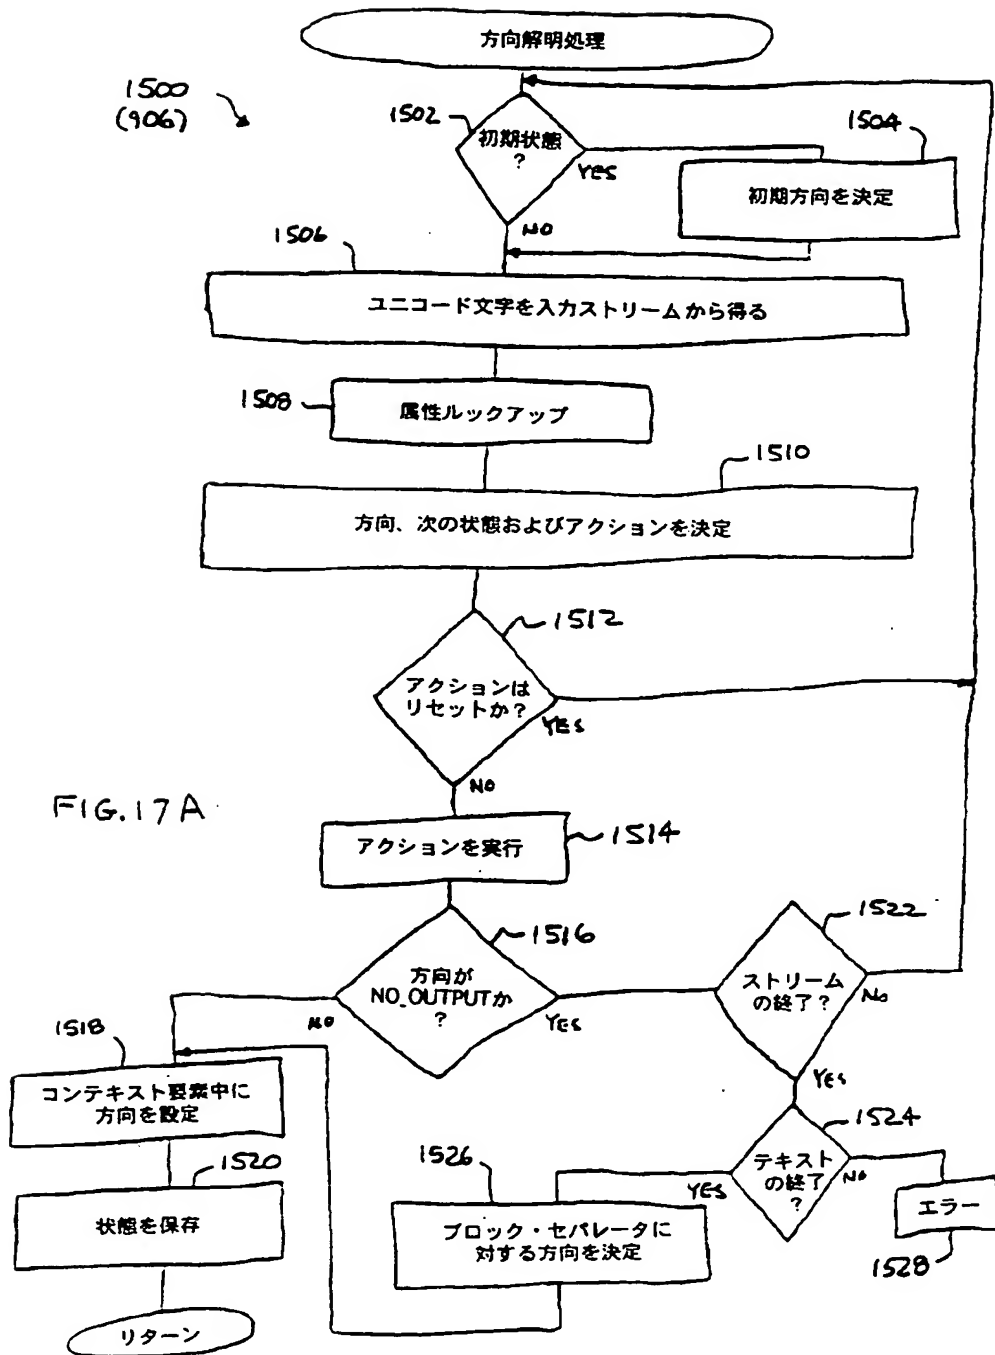 方向解明処理
1500
(906)
1502
初期状態
?
YES
NO
1504
初期方向を決定
1506
ユニコード文字を入力ストリームから得る
1508
属性ルックアップ
1510
方向、次の状態およびアクションを決定
1512
アクションは
リセットか?
YES
NO
FIG.17A
アクションを実行
1514
1516
方向が
NO_OUTPUTか
?
NO
YES
1522
ストリーム
の終了?
No
YES
1518
コンテキスト要素中に
方向を設定
1520
状態を保存
リターン
1524
テキスト
の終了
?
YES
No
1526
ブロック・セパレータに
対する方向を決定
エラー
1528